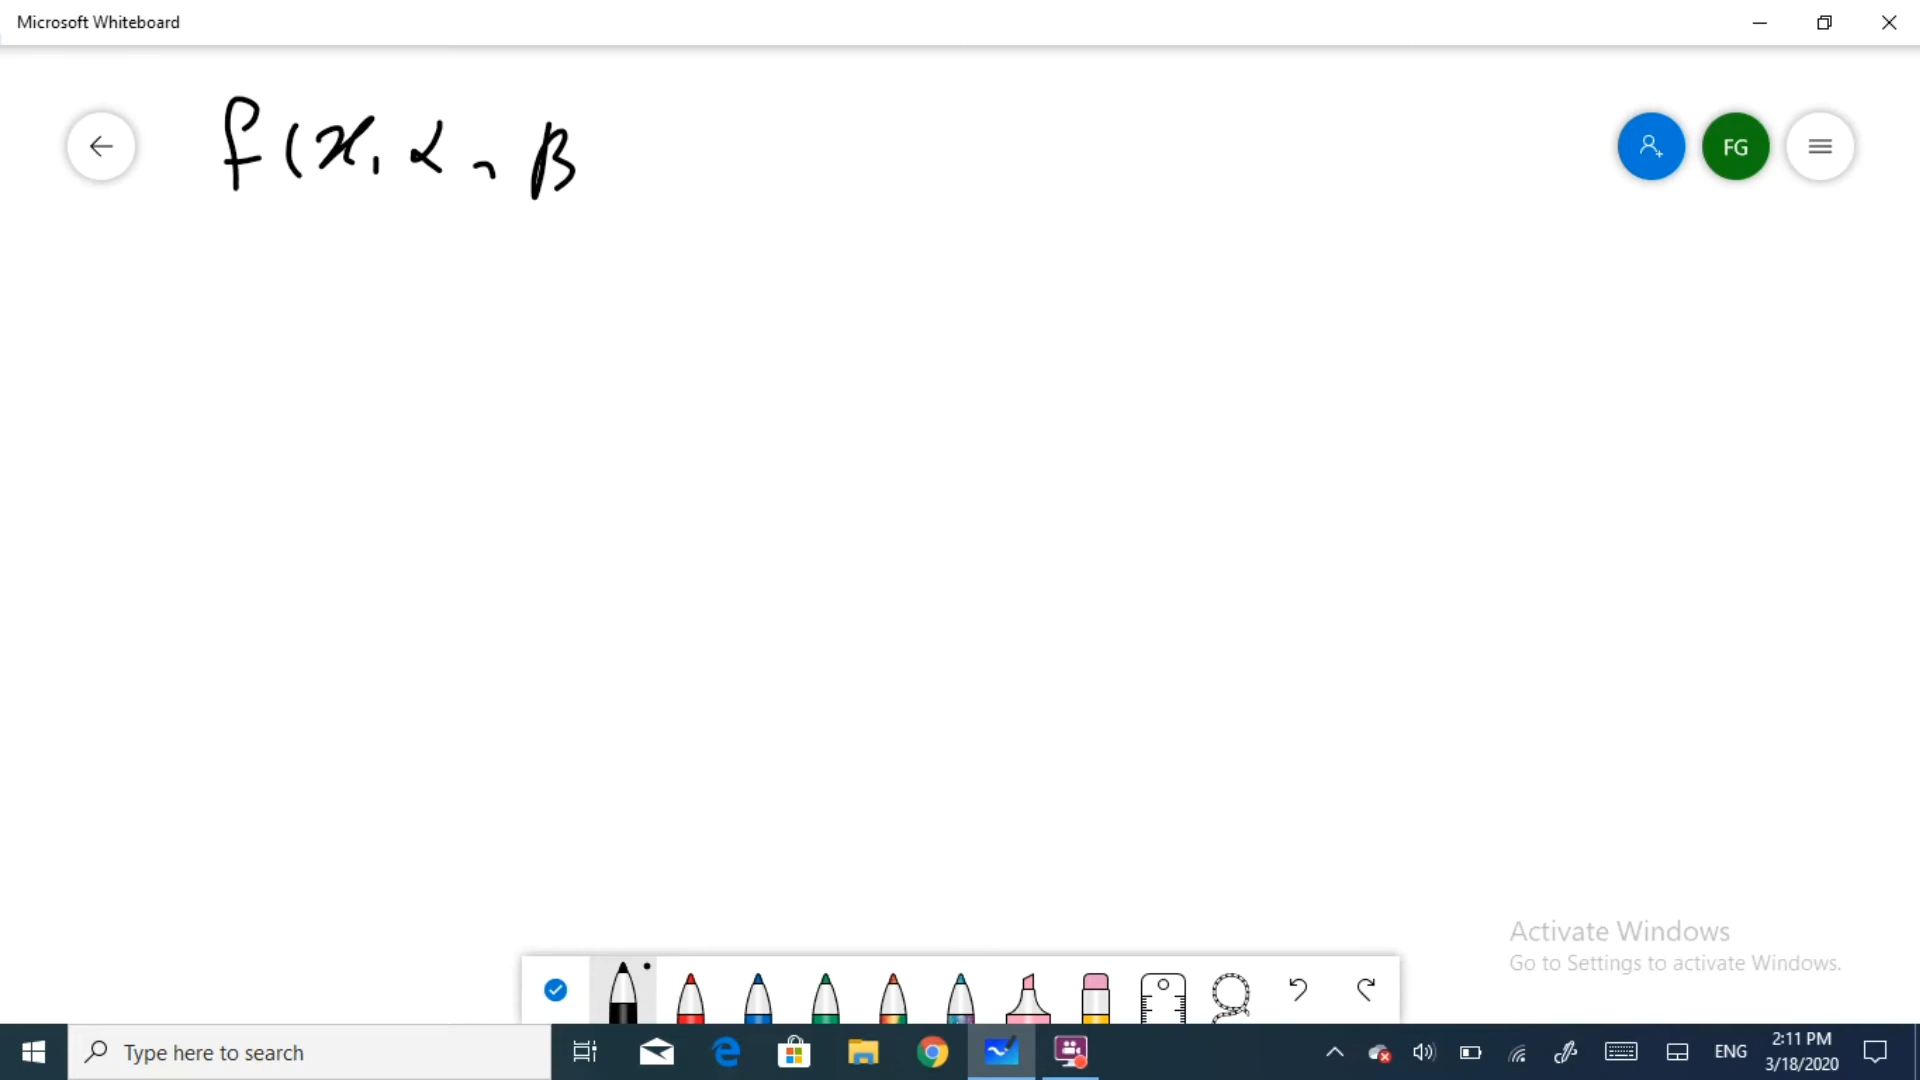 Microsoft Whiteboard
f(x, α, β
FG
Activate Windows
Go to Settings to activate Windows.
Type here to search
ENG
2:11 PM
3/18/2020